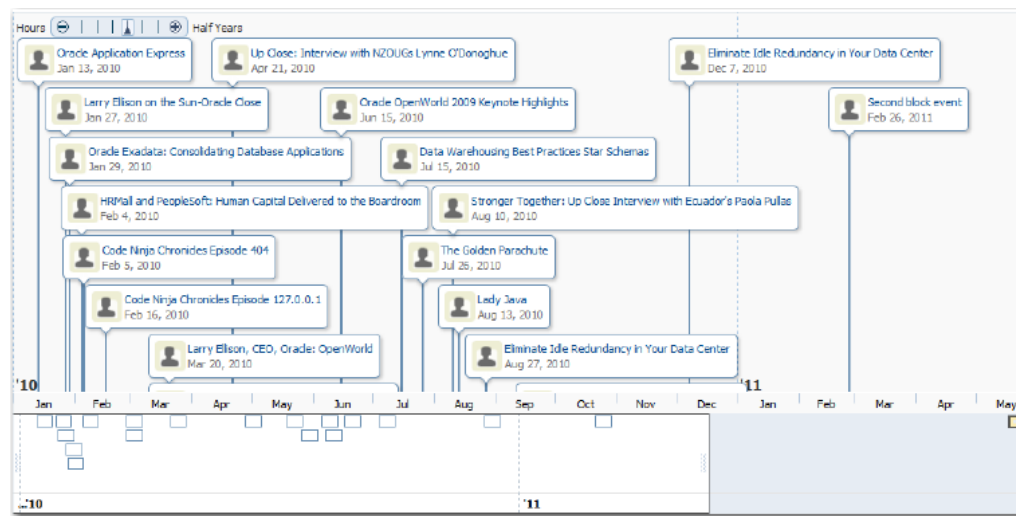 Hours Half Years
Oracle Application Express
Jan 13, 2010
Up Close: Interview with NZOUGs Lynne O'Donoghue
Apr 21, 2010
Eliminate Idle Redundancy in Your Data Center
Dec 7, 2010
Larry Ellison on the Sun-Oracle Close
Jan 27, 2010
Oracle OpenWorld 2009 Keynote Highlights
Jun 15, 2010
Second block event
Feb 26, 2011
Oracle Exadata: Consolidating Database Applications
Jan 29, 2010
Data Warehousing Best Practices Star Schemas
Jul 15, 2010
HRMall and PeopleSoft: Human Capital Delivered to the Boardroom
Feb 4, 2010
Stronger Together: Up Close Interview with Ecuador's Paola Pullas
Aug 10, 2010
Code Ninja Chronicles Episode 404
Feb 5, 2010
The Golden Parachute
Jul 26, 2010
Code Ninja Chronicles Episode 127.0.0.1
Feb 16, 2010
Lady Java
Aug 13, 2010
Larry Ellison, CEO, Oracle: OpenWorld
Mar 20, 2010
Eliminate Idle Redundancy in Your Data Center
Aug 27, 2010
'10 '11
Jan Feb Mar Apr May Jun Jul Aug Sep Oct Nov Dec Jan Feb Mar Apr May
...'10 '11